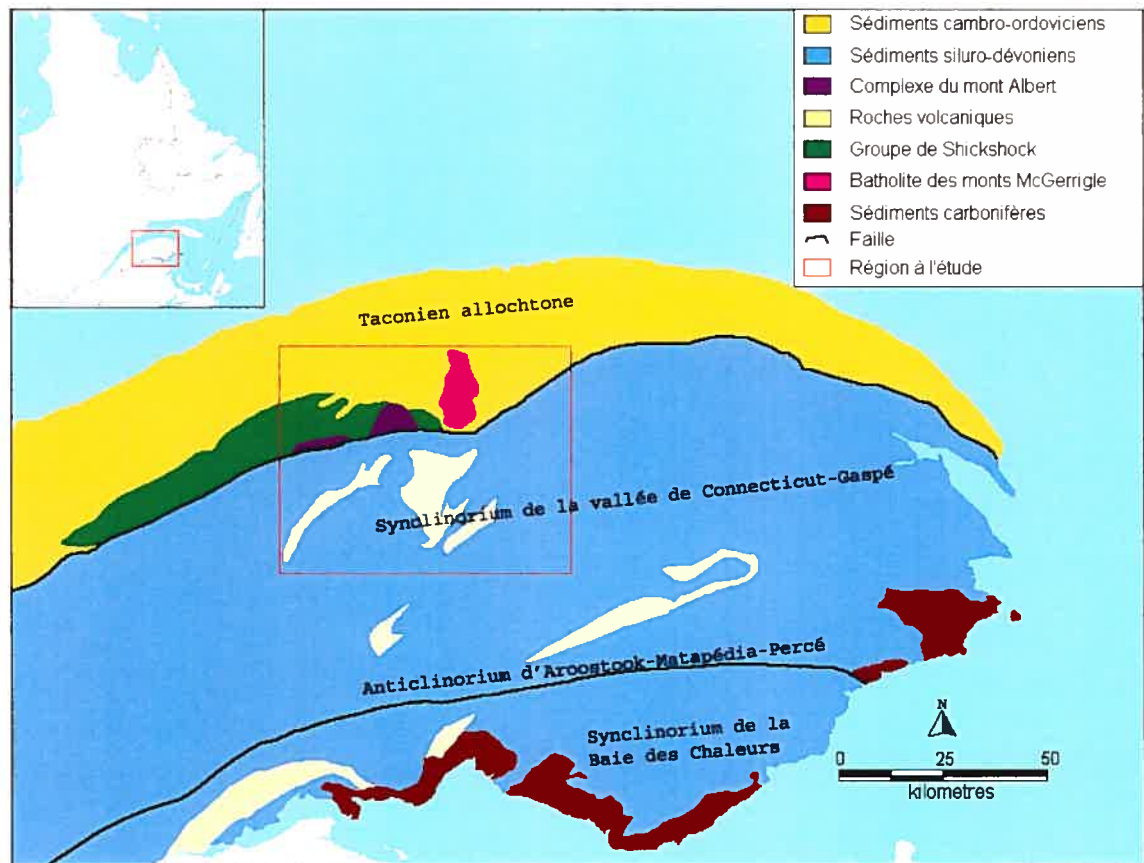 Sédiments cambro-ordoviciens
Sédiments siluro-dévoniens
Complexe du mont Albert
Roches volcaniques
Groupe de Shickshock
Batholite des monts McGerrigle
Sédiments carbonifères
Faille
Région à l'étude
Taconien allochtone
Synclinorium de la vallée de Connecticut-Gaspé
Anticlinorium d'Aroostook-Matapédia-Percé
Synclinorium de la
Baie des Chaleurs
N
0 25 50
kilometres